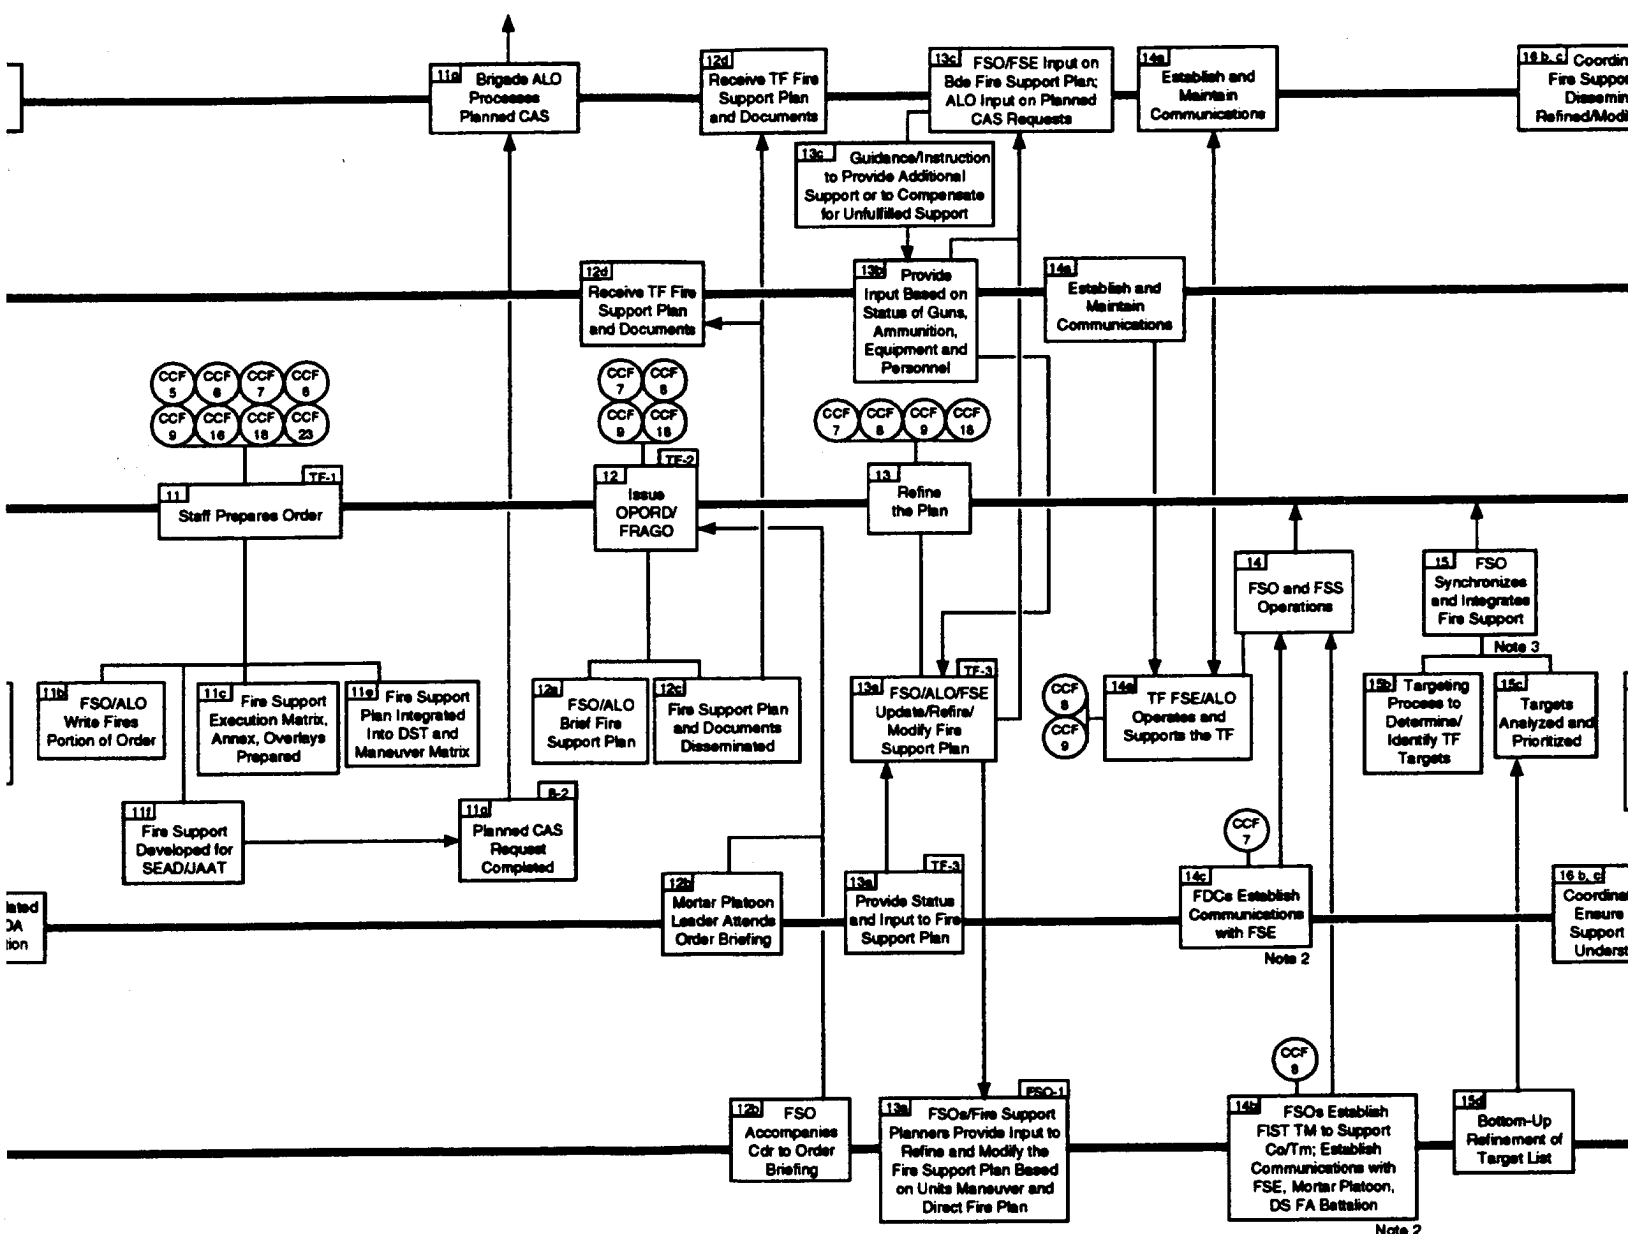 11g
Brigade ALO
Processes
Planned CAS
12d
Receive TF Fire
Support Plan
and Documents
13c
FSO/FSE Input on
Bde Fire Support Plan;
ALO Input on Planned
CAS Requests
14a
Establish and
Maintain
Communications
16 b, c
Coordin
Fire Suppor
Dissemin
Refined/Modi
13c
Guidance/Instruction
to Provide Additional
Support or to Compensate
for Unfulfilled Support
12d
Receive TF Fire
Support Plan
and Documents
13b
Provide
Input Based on
Status of Guns,
Ammunition,
Equipment and
Personnel
14a
Establish and
Maintain
Communications
CCF
5
CCF
6
CCF
7
CCF
CCF
9
CCF
16
CCF
18
CCF
23
CCF
7
CCF
8
CCF
9
CCF
18
CCF
7
CCF
8
CCF
9
CCF
18
TF-1
11
Staff Prepares Order
TF-2
12
Issue
OPORD/
FRAGO
13
Refine
the Plan
14
FSO and FSS
Operations
15
FSO
Synchronizes
and Integrates
Fire Support
Note 3
11b
FSO/ALO
Write Fires
Portion of Order
11c
Fire Support
Execution Matrix,
Annex, Overlays
Prepared
11e
Fire Support
Plan Integrated
Into DST and
Maneuver Matrix
12a
FSO/ALO
Brief Fire
Support Plan
12c
Fire Support Plan
and Documents
Disseminated
TF-3
13a
FSO/ALO/FSE
Update/Refine/
Modify Fire
Support Plan
CCF
8
CCF
9
14a
TF FSE/ALO
Operates and
Supports the TF
15b
Targeting
Process to
Determine/
Identify TF
Targets
15c
Targets
Analyzed and
Prioritized
11f
Fire Support
Developed for
SEAD/JAAT
B-2
11g
Planned CAS
Request
Completed
lated
DA
tion
12b
Mortar Platoon
Leader Attends
Order Briefing
TF-3
13a
Provide Status
and Input to Fire
Support Plan
CCF
7
14c
FDCs Establish
Communications
with FSE
Note 2
16 b, c
Coordinat
Ensure
Support
Underst
12b
FSO
Accompanies
Cdr to Order
Briefing
FSO-1
13a
FSOs/Fire Support
Planners Provide Input to
Refine and Modify the
Fire Support Plan Based
on Units Maneuver and
Direct Fire Plan
CCF
8
14b
FSOs Establish
FIST TM to Support
Co/Tm; Establish
Communications with
FSE, Mortar Platoon,
DS FA Battalion
Note 2
15d
Bottom-Up
Refinement of
Target List